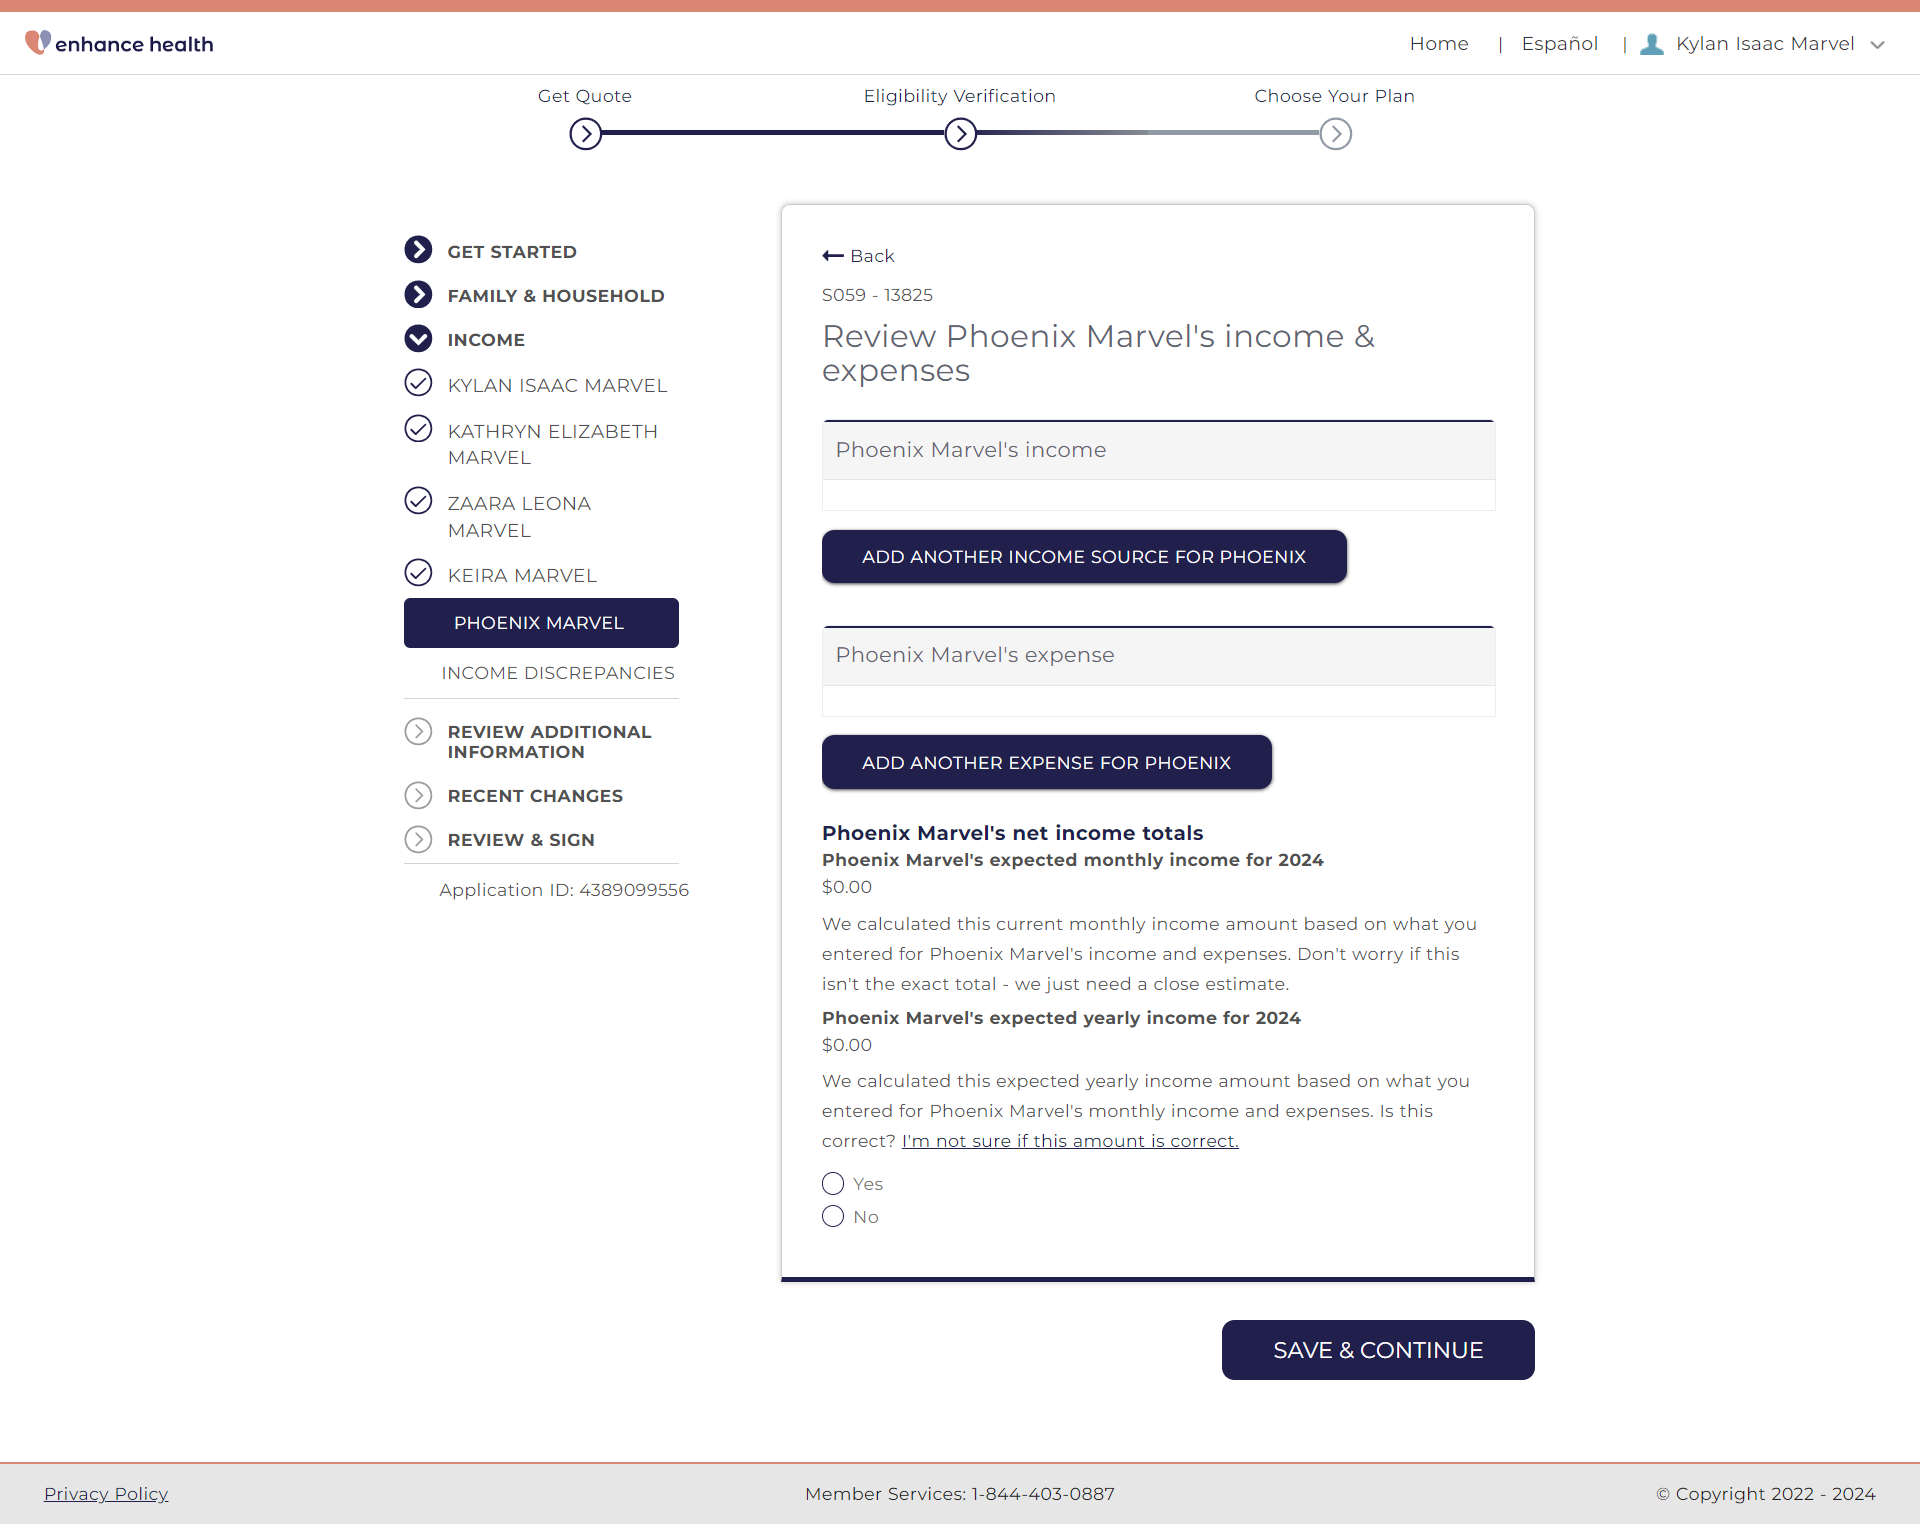 enhance health
Home | Español | Kylan Isaac Marvel
Get Quote
Eligibility Verification
Choose Your Plan
GET STARTED
FAMILY & HOUSEHOLD
INCOME
KYLAN ISAAC MARVEL
KATHRYN ELIZABETH
MARVEL
ZAARA LEONA
MARVEL
KEIRA MARVEL
PHOENIX MARVEL
INCOME DISCREPANCIES
REVIEW ADDITIONAL
INFORMATION
RECENT CHANGES
REVIEW & SIGN
Application ID: 4389099556
Back
S059 - 13825
Review Phoenix Marvel's income &
expenses
Phoenix Marvel's income
ADD ANOTHER INCOME SOURCE FOR PHOENIX
Phoenix Marvel's expense
ADD ANOTHER EXPENSE FOR PHOENIX
Phoenix Marvel's net income totals
Phoenix Marvel's expected monthly income for 2024
$0.00
We calculated this current monthly income amount based on what you
entered for Phoenix Marvel's income and expenses. Don't worry if this
isn't the exact total - we just need a close estimate.
Phoenix Marvel's expected yearly income for 2024
$0.00
We calculated this expected yearly income amount based on what you
entered for Phoenix Marvel's monthly income and expenses. Is this
correct? I'm not sure if this amount is correct.
Yes
No
SAVE & CONTINUE
Privacy Policy
Member Services: 1-844-403-0887
© Copyright 2022 - 2024